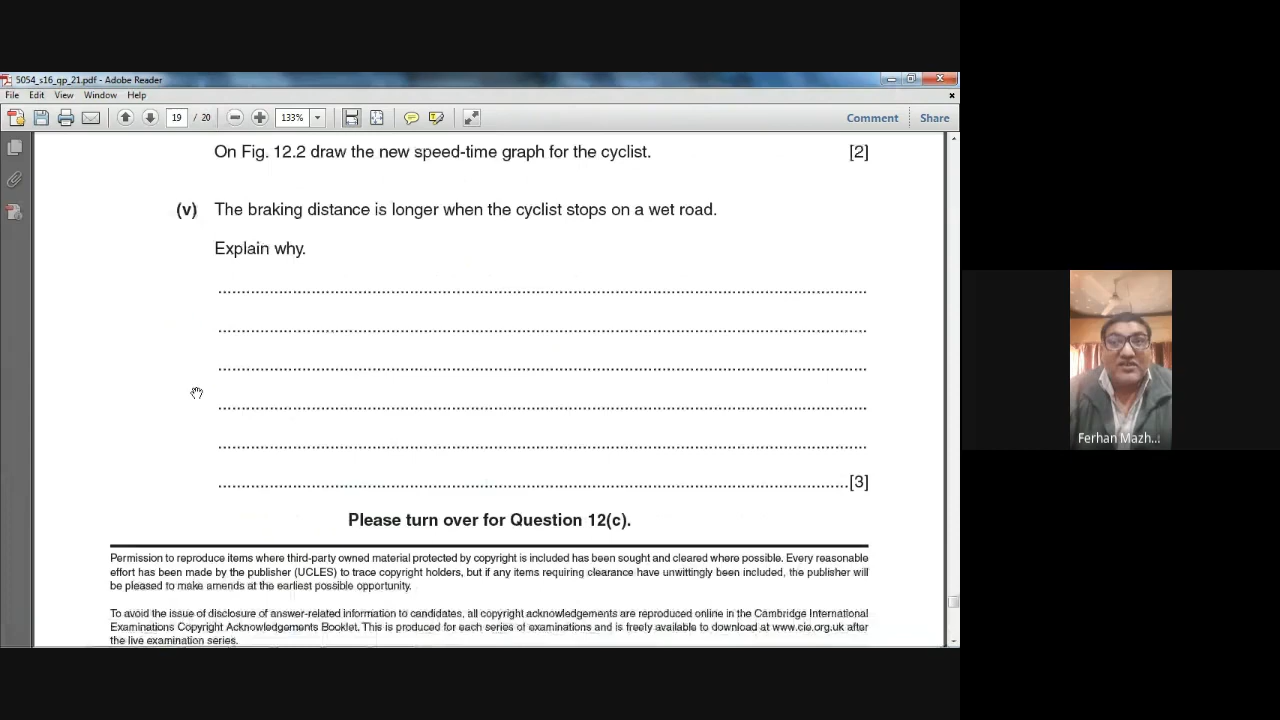 5054_s16_qp_21.pdf - Adobe Reader
File Edit View Window Help
19 / 20 133% Comment Share
On Fig. 12.2 draw the new speed-time graph for the cyclist. [2]
(v) The braking distance is longer when the cyclist stops on a wet road.
Explain why.
[3]
Please turn over for Question 12(c).
Permission to reproduce items where third-party owned material protected by copyright is included has been sought and cleared where possible. Every reasonable
effort has been made by the publisher (UCLES) to trace copyright holders, but if any items requiring clearance have unwittingly been included, the publisher will
be pleased to make amends at the earliest possible opportunity.
To avoid the issue of disclosure of answer-related information to candidates, all copyright acknowledgements are reproduced online in the Cambridge International
Examinations Copyright Acknowledgements Booklet. This is produced for each series of examinations and is freely available to download at www.cie.org.uk after
the live examination series.
Ferhan Mazh...